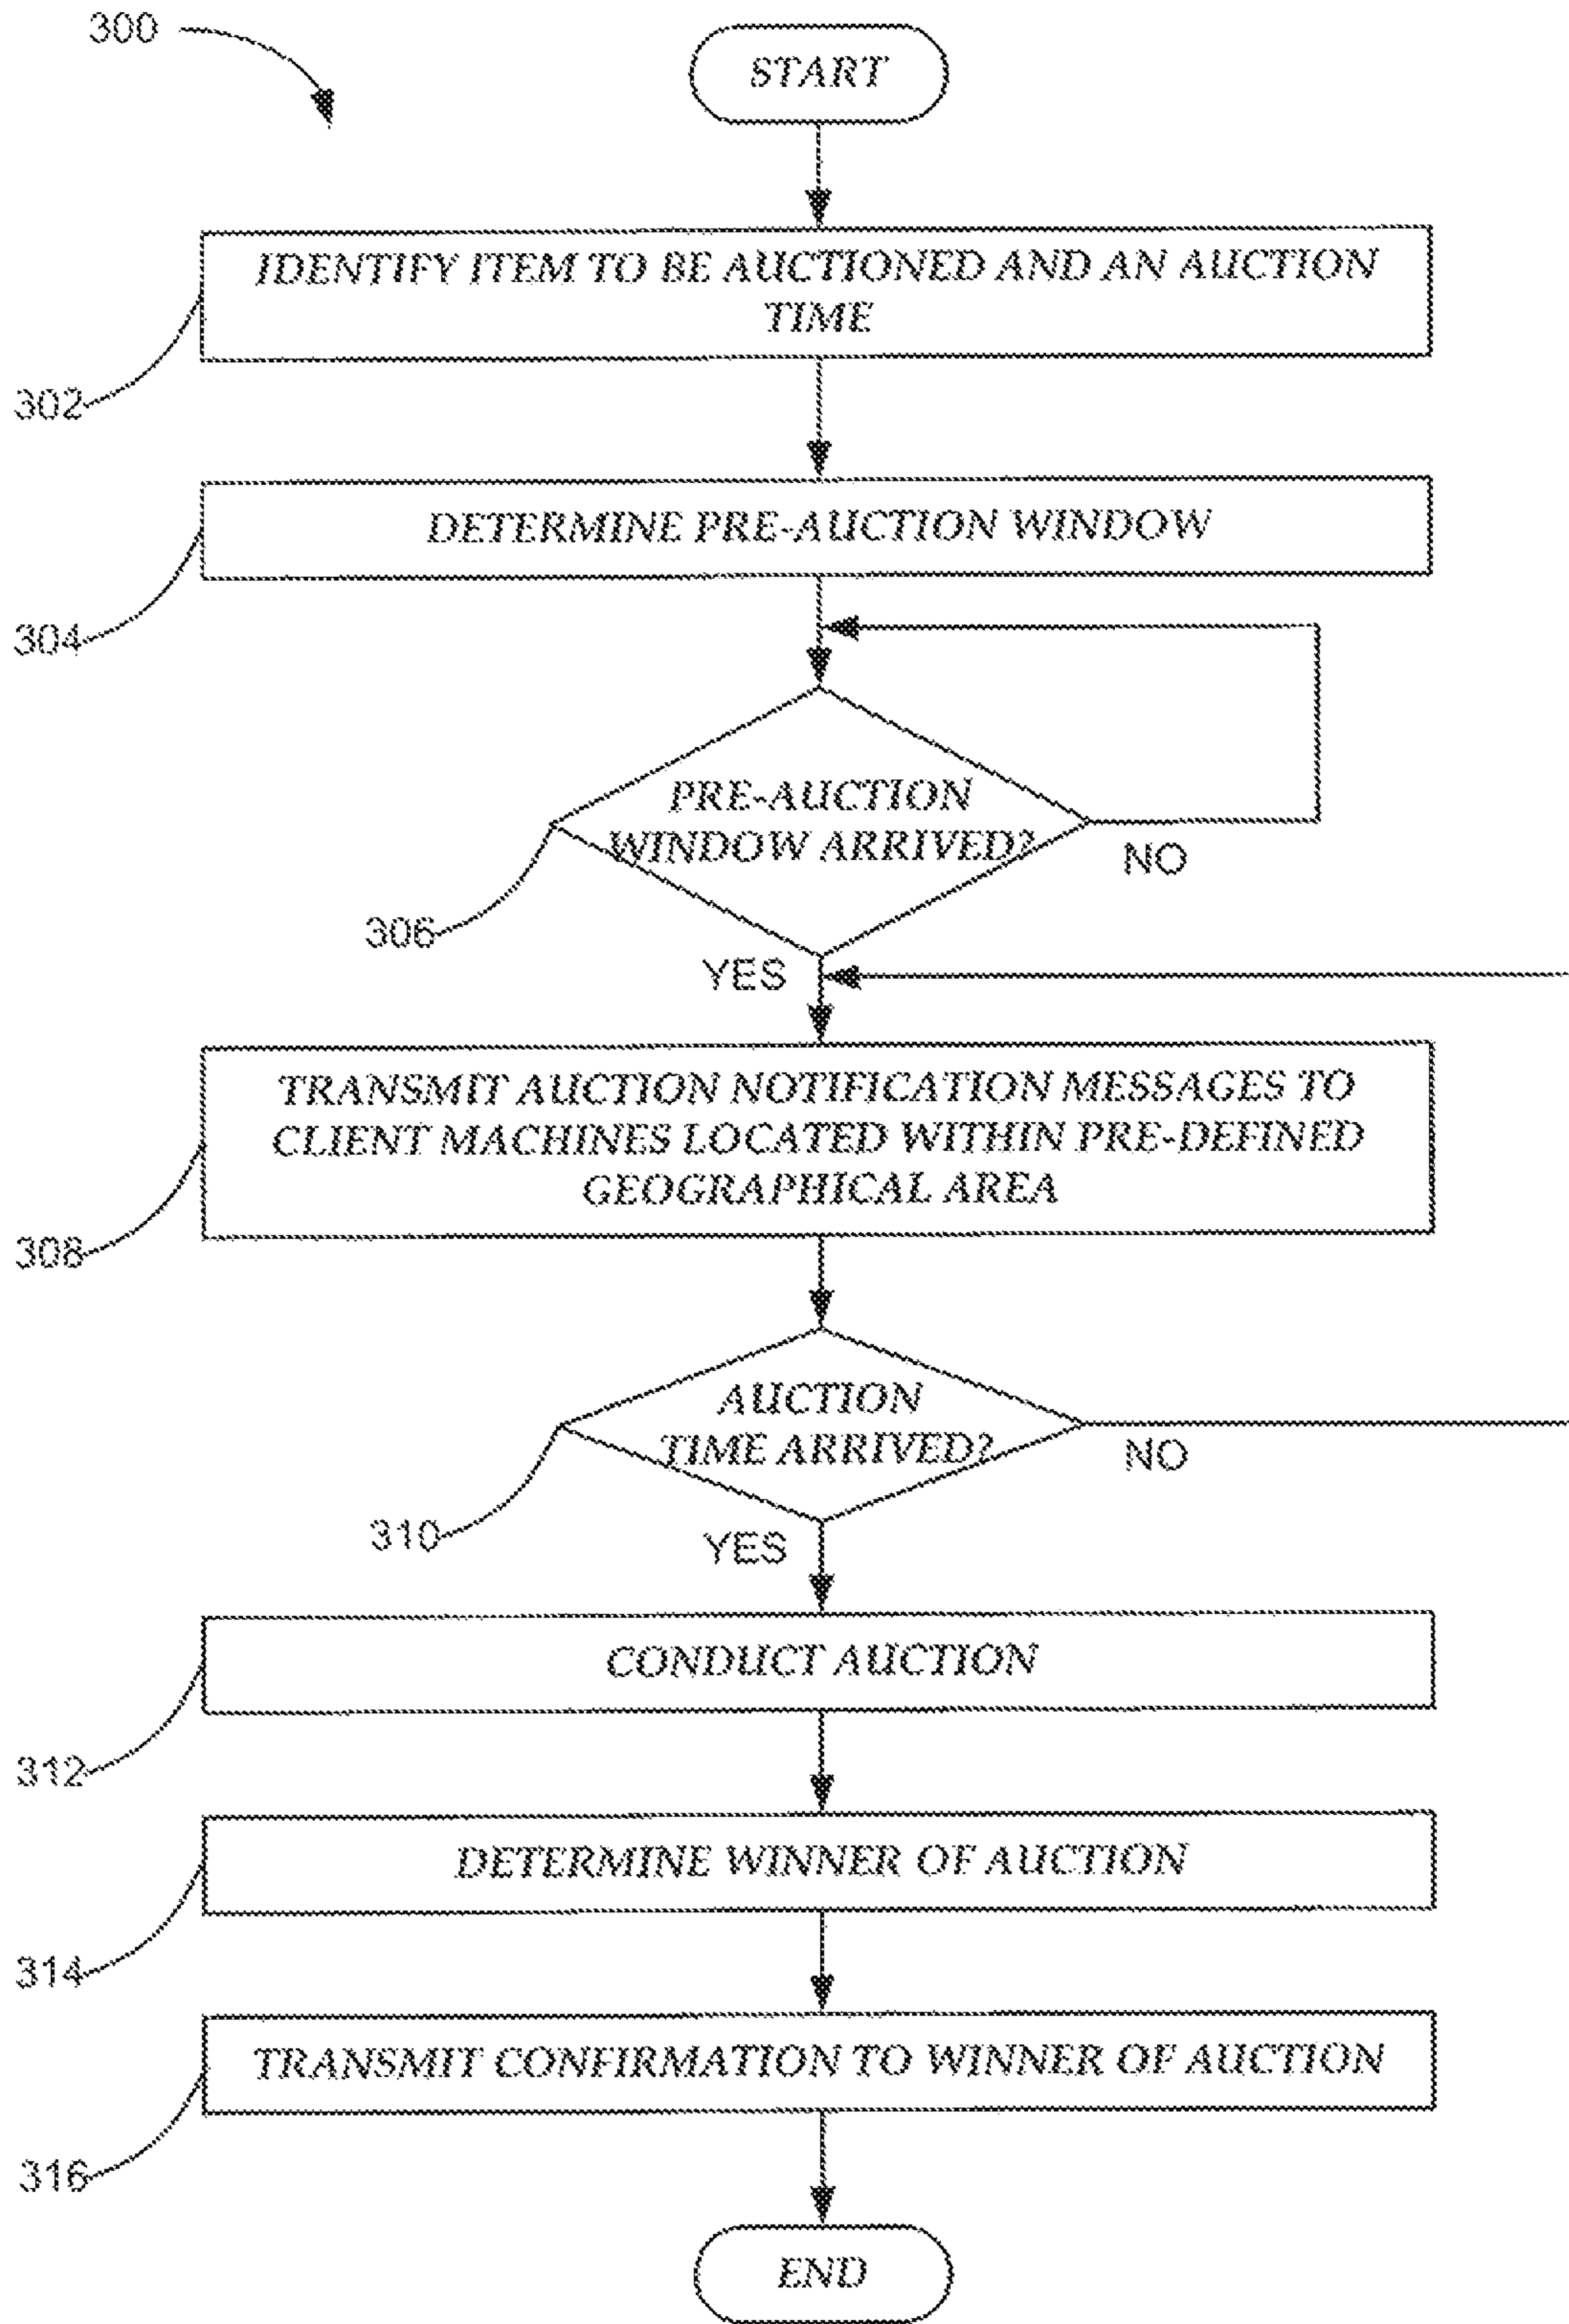 300
START
IDENTIFY ITEM TO BE AUCTIONED AND AN AUCTION
TIME
302
DETERMINE PRE-AUCTION WINDOW
304
PRE-AUCTION
WINDOW ARRIVED?
NO
306
YES
TRANSMIT AUCTION NOTIFICATION MESSAGES TO
CLIENT MACHINES LOCATED WITHIN PRE-DEFINED
GEOGRAPHICAL AREA
308
AUCTION
TIME ARRIVED?
NO
310
YES
CONDUCT AUCTION
312
DETERMINE WINNER OF AUCTION
314
TRANSMIT CONFIRMATION TO WINNER OF AUCTION
316
END